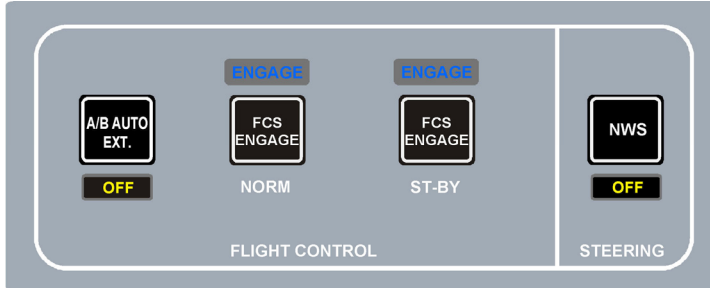 ENGAGE
ENGAGE
A/B AUTO
EXT.
FCS
ENGAGE
FCS
ENGAGE
NWS
OFF
NORM
ST-BY
OFF
FLIGHT CONTROL
STEERING